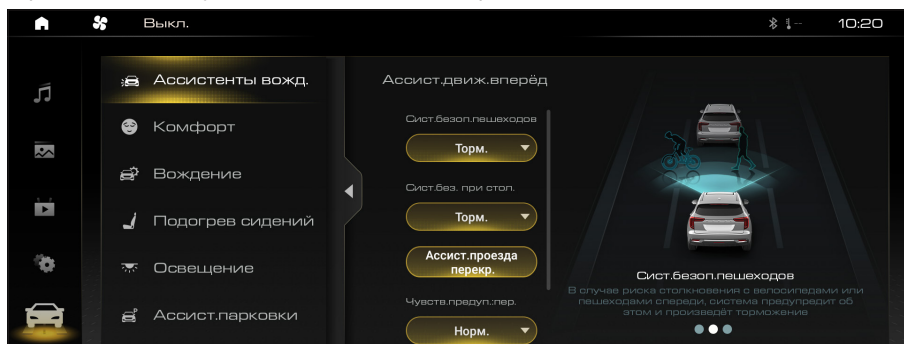 Выкл.
--
10:20
Ассистенты вожд.
Комфорт
Вождение
Подогрев сидений
Освещение
Ассист.парковки
Ассист.движ.вперёд
Сист.безоп.пешеходов
Торм.
Сист.без. при стол.
Торм.
Ассист.проезда
перекр.
Чувств.предуп.:пер.
Норм.
Сист.безоп.пешеходов
В случае риска столкновения с велосипедами или
пешеходами спереди, система предупредит об
этом и произведёт торможение